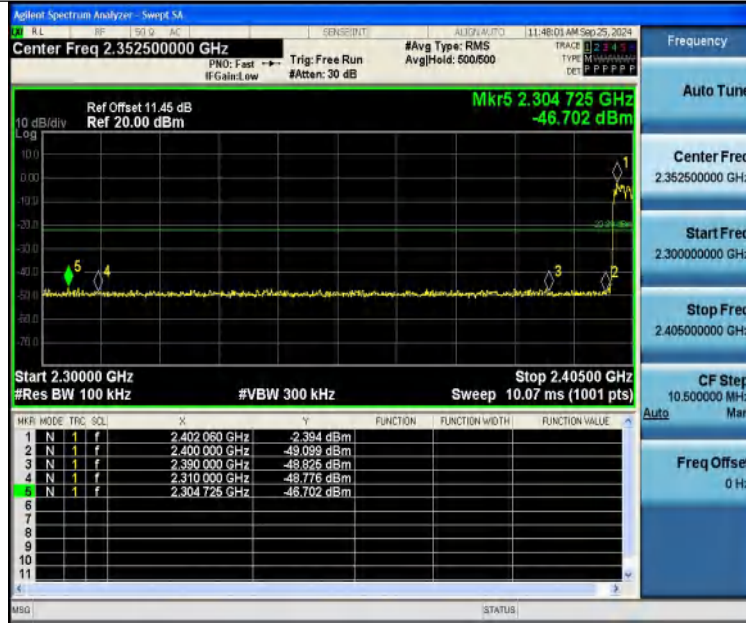 Agilent Spectrum Analyzer - Swept SA
RL RF 50 Ω AC SENSE:INT ALIGN AUTO 11:48:01 AM Sep 25, 2024
Center Freq 2.352500000 GHz
PNO: Fast
IFGain:Low
Trig: Free Run
#Atten: 30 dB
#Avg Type: RMS
Avg|Hold: 500/500
TRACE 1 2 3 4 5
TYPE M
DET P P P P P P
Mkr5 2.304 725 GHz
-46.702 dBm
Ref Offset 11.45 dB
10 dB/div Ref 20.00 dBm
Log
10.0
0.00
-10.0
-20.0
-30.0
-40.0
-50.0
-60.0
-70.0
1
5
4
3
2
Start 2.30000 GHz Stop 2.40500 GHz
#Res BW 100 kHz #VBW 300 kHz Sweep 10.07 ms (1001 pts)
MKR MODE TRC SCL X Y FUNCTION FUNCTION WIDTH FUNCTION VALUE
1 N 1 f 2.402 060 GHz -2.394 dBm
2 N 1 f 2.400 000 GHz -49.099 dBm
3 N 1 f 2.390 000 GHz -48.825 dBm
4 N 1 f 2.310 000 GHz -48.776 dBm
5 N 1 f 2.304 725 GHz -46.702 dBm
6
7
8
9
10
11
MSG STATUS
Frequency
Auto Tune
Center Freq
2.352500000 GHz
Start Freq
2.300000000 GHz
Stop Freq
2.405000000 GHz
CF Step
10.500000 MHz
Auto Man
Freq Offset
0 Hz